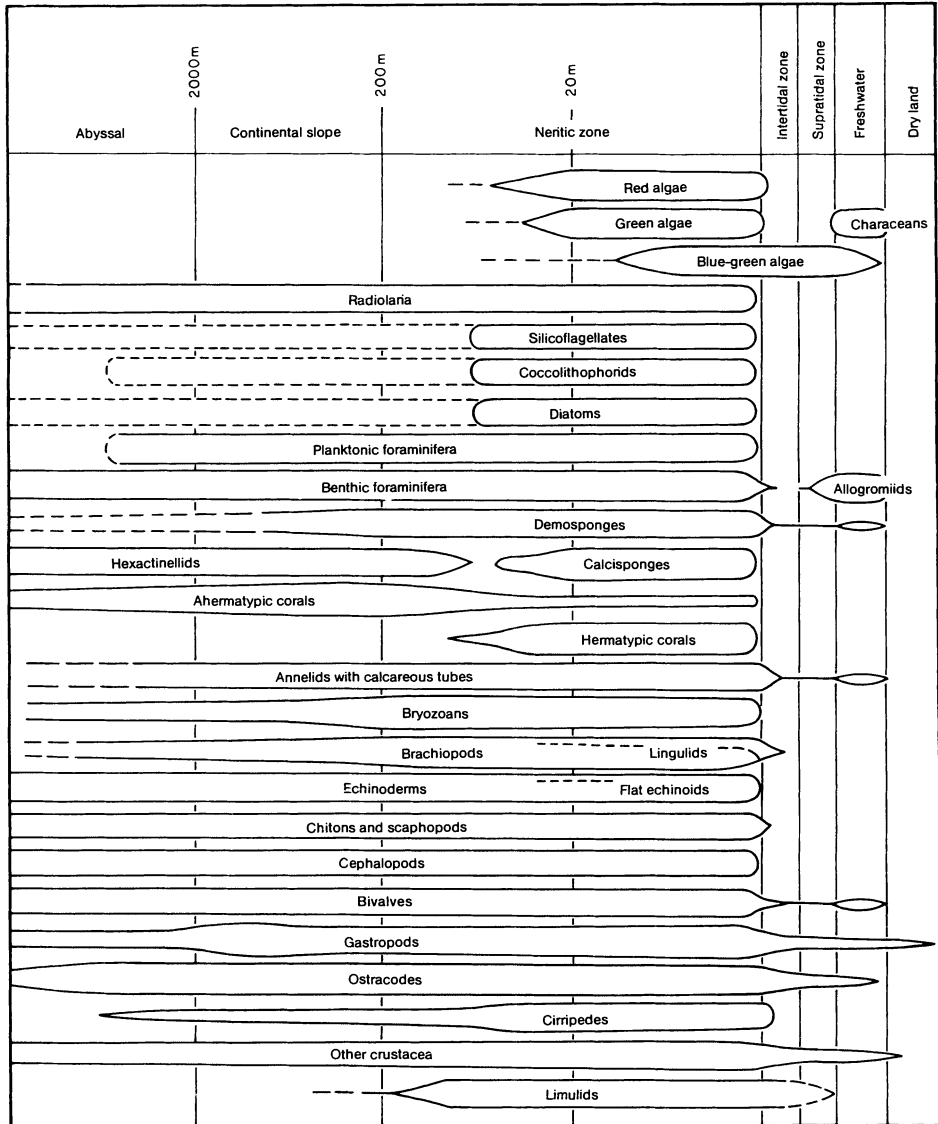 2000m
200m
20m
Intertidal zone
Supratidal zone
Freshwater
Dry land
Abyssal
Continental slope
Neritic zone
Red algae
Green algae
Characeans
Blue-green algae
Radiolaria
Silicoflagellates
Coccolithophorids
Diatoms
Planktonic foraminifera
Benthic foraminifera
Allogromiids
Demosponges
Hexactinellids
Calcisponges
Ahermatypic corals
Hermatypic corals
Annelids with calcareous tubes
Bryozoans
Brachiopods
Lingulids
Echinoderms
Flat echinoids
Chitons and scaphopods
Cephalopods
Bivalves
Gastropods
Ostracodes
Cirripedes
Other crustacea
Limulids